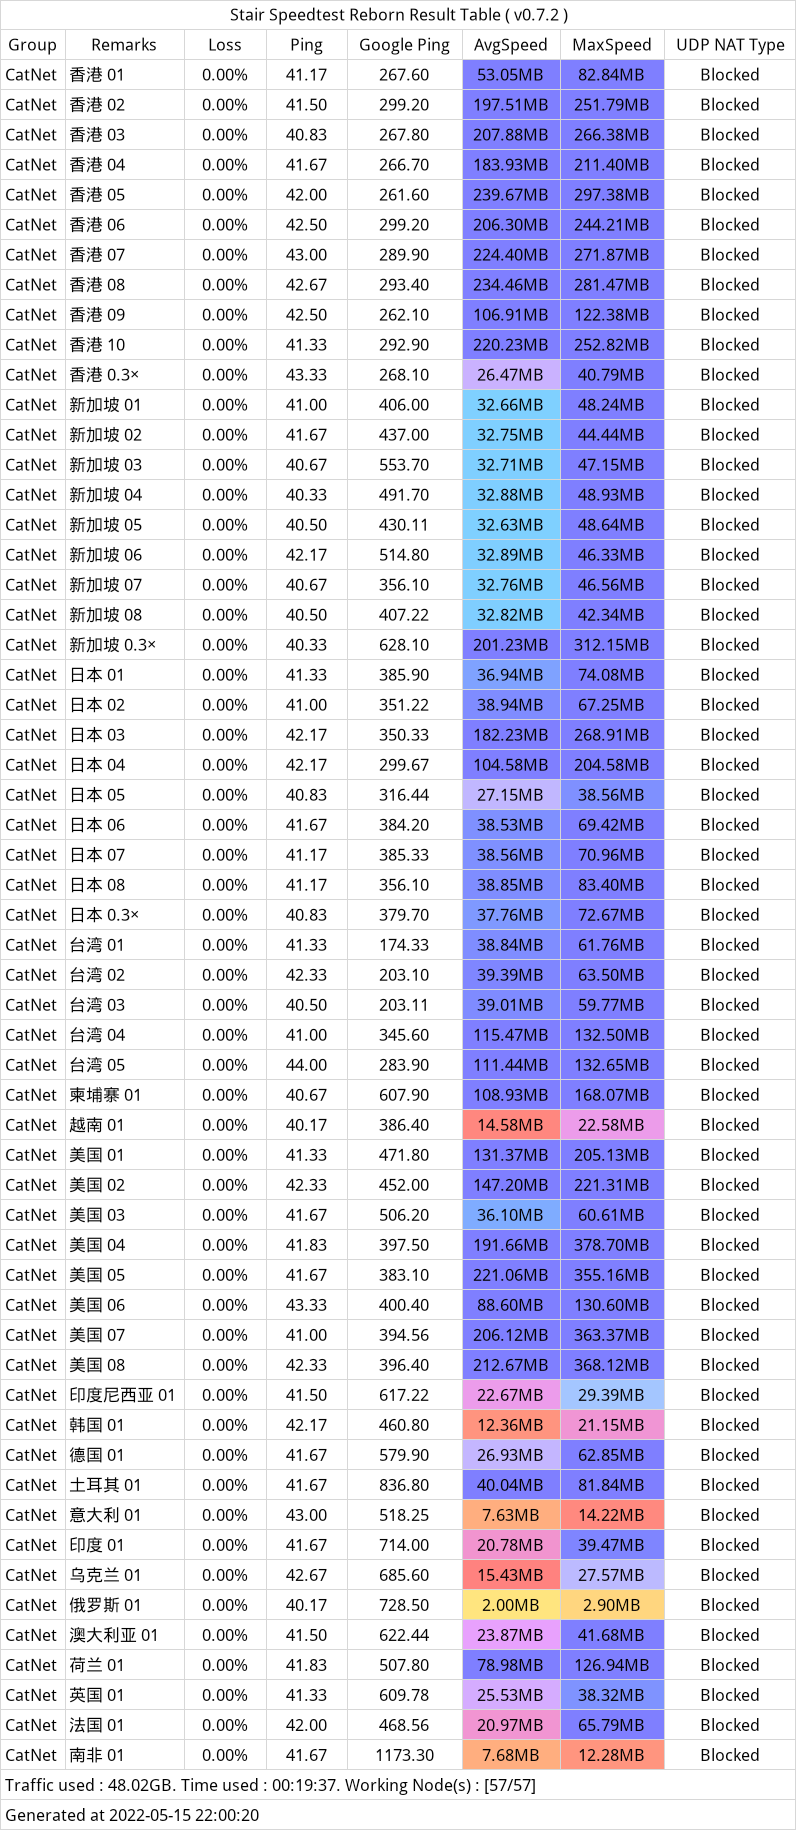 Stair Speedtest Reborn Result Table ( v0.7.2 )
Group Remarks Loss Ping Google Ping AvgSpeed MaxSpeed UDP NAT Type
CatNet 香港 01 0.00% 41.17 267.60 53.05MB 82.84MB Blocked
CatNet 香港 02 0.00% 41.50 299.20 197.51MB 251.79MB Blocked
CatNet 香港 03 0.00% 40.83 267.80 207.88MB 266.38MB Blocked
CatNet 香港 04 0.00% 41.67 266.70 183.93MB 211.40MB Blocked
CatNet 香港 05 0.00% 42.00 261.60 239.67MB 297.38MB Blocked
CatNet 香港 06 0.00% 42.50 299.20 206.30MB 244.21MB Blocked
CatNet 香港 07 0.00% 43.00 289.90 224.40MB 271.87MB Blocked
CatNet 香港 08 0.00% 42.67 293.40 234.46MB 281.47MB Blocked
CatNet 香港 09 0.00% 42.50 262.10 106.91MB 122.38MB Blocked
CatNet 香港 10 0.00% 41.33 292.90 220.23MB 252.82MB Blocked
CatNet 香港 0.3× 0.00% 43.33 268.10 26.47MB 40.79MB Blocked
CatNet 新加坡 01 0.00% 41.00 406.00 32.66MB 48.24MB Blocked
CatNet 新加坡 02 0.00% 41.67 437.00 32.75MB 44.44MB Blocked
CatNet 新加坡 03 0.00% 40.67 553.70 32.71MB 47.15MB Blocked
CatNet 新加坡 04 0.00% 40.33 491.70 32.88MB 48.93MB Blocked
CatNet 新加坡 05 0.00% 40.50 430.11 32.63MB 48.64MB Blocked
CatNet 新加坡 06 0.00% 42.17 514.80 32.89MB 46.33MB Blocked
CatNet 新加坡 07 0.00% 40.67 356.10 32.76MB 46.56MB Blocked
CatNet 新加坡 08 0.00% 40.50 407.22 32.82MB 42.34MB Blocked
CatNet 新加坡 0.3× 0.00% 40.33 628.10 201.23MB 312.15MB Blocked
CatNet 日本 01 0.00% 41.33 385.90 36.94MB 74.08MB Blocked
CatNet 日本 02 0.00% 41.00 351.22 38.94MB 67.25MB Blocked
CatNet 日本 03 0.00% 42.17 350.33 182.23MB 268.91MB Blocked
CatNet 日本 04 0.00% 42.17 299.67 104.58MB 204.58MB Blocked
CatNet 日本 05 0.00% 40.83 316.44 27.15MB 38.56MB Blocked
CatNet 日本 06 0.00% 41.67 384.20 38.53MB 69.42MB Blocked
CatNet 日本 07 0.00% 41.17 385.33 38.56MB 70.96MB Blocked
CatNet 日本 08 0.00% 41.17 356.10 38.85MB 83.40MB Blocked
CatNet 日本 0.3× 0.00% 40.83 379.70 37.76MB 72.67MB Blocked
CatNet 台湾 01 0.00% 41.33 174.33 38.84MB 61.76MB Blocked
CatNet 台湾 02 0.00% 42.33 203.10 39.39MB 63.50MB Blocked
CatNet 台湾 03 0.00% 40.50 203.11 39.01MB 59.77MB Blocked
CatNet 台湾 04 0.00% 41.00 345.60 115.47MB 132.50MB Blocked
CatNet 台湾 05 0.00% 44.00 283.90 111.44MB 132.65MB Blocked
CatNet 柬埔寨 01 0.00% 40.67 607.90 108.93MB 168.07MB Blocked
CatNet 越南 01 0.00% 40.17 386.40 14.58MB 22.58MB Blocked
CatNet 美国 01 0.00% 41.33 471.80 131.37MB 205.13MB Blocked
CatNet 美国 02 0.00% 42.33 452.00 147.20MB 221.31MB Blocked
CatNet 美国 03 0.00% 41.67 506.20 36.10MB 60.61MB Blocked
CatNet 美国 04 0.00% 41.83 397.50 191.66MB 378.70MB Blocked
CatNet 美国 05 0.00% 41.67 383.10 221.06MB 355.16MB Blocked
CatNet 美国 06 0.00% 43.33 400.40 88.60MB 130.60MB Blocked
CatNet 美国 07 0.00% 41.00 394.56 206.12MB 363.37MB Blocked
CatNet 美国 08 0.00% 42.33 396.40 212.67MB 368.12MB Blocked
CatNet 印度尼西亚 01 0.00% 41.50 617.22 22.67MB 29.39MB Blocked
CatNet 韩国 01 0.00% 42.17 460.80 12.36MB 21.15MB Blocked
CatNet 德国 01 0.00% 41.67 579.90 26.93MB 62.85MB Blocked
CatNet 土耳其 01 0.00% 41.67 836.80 40.04MB 81.84MB Blocked
CatNet 意大利 01 0.00% 43.00 518.25 7.63MB 14.22MB Blocked
CatNet 印度 01 0.00% 41.67 714.00 20.78MB 39.47MB Blocked
CatNet 乌克兰 01 0.00% 42.67 685.60 15.43MB 27.57MB Blocked
CatNet 俄罗斯 01 0.00% 40.17 728.50 2.00MB 2.90MB Blocked
CatNet 澳大利亚 01 0.00% 41.50 622.44 23.87MB 41.68MB Blocked
CatNet 荷兰 01 0.00% 41.83 507.80 78.98MB 126.94MB Blocked
CatNet 英国 01 0.00% 41.33 609.78 25.53MB 38.32MB Blocked
CatNet 法国 01 0.00% 42.00 468.56 20.97MB 65.79MB Blocked
CatNet 南非 01 0.00% 41.67 1173.30 7.68MB 12.28MB Blocked
Traffic used : 48.02GB. Time used : 00:19:37. Working Node(s) : [57/57]
Generated at 2022-05-15 22:00:20